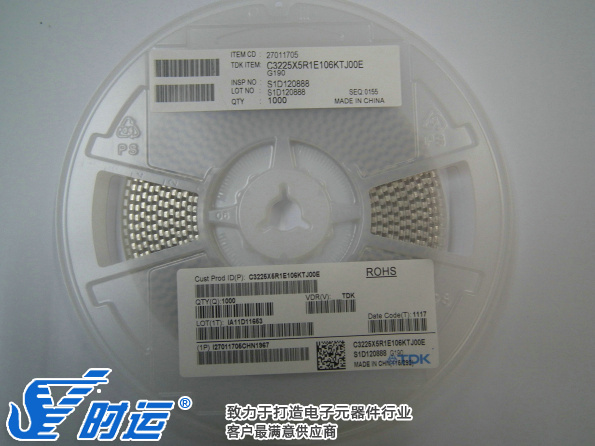 ITEM CD : 27011705
TDK ITEM: C3225X5R1E106KTJ00E
G190
INSP NO : S1D120888
LOT NO : S1D120888 SEQ:0155
QTY : 1000 MADE IN CHINA
PS
Cust Prod ID(P): C3225X5R1E106KTJ00E
ROHS
QTY(Q):1000 VDR(V): TDK
LOT(1T): IA11D11553 Date Code(T): 1117
(1P) I27011705CHN1967
C3225X5R1E106KTJ00E
S1D120888 G190
MADE IN CHINA
TDK
时运
致力于打造电子元器件行业
客户最满意供应商